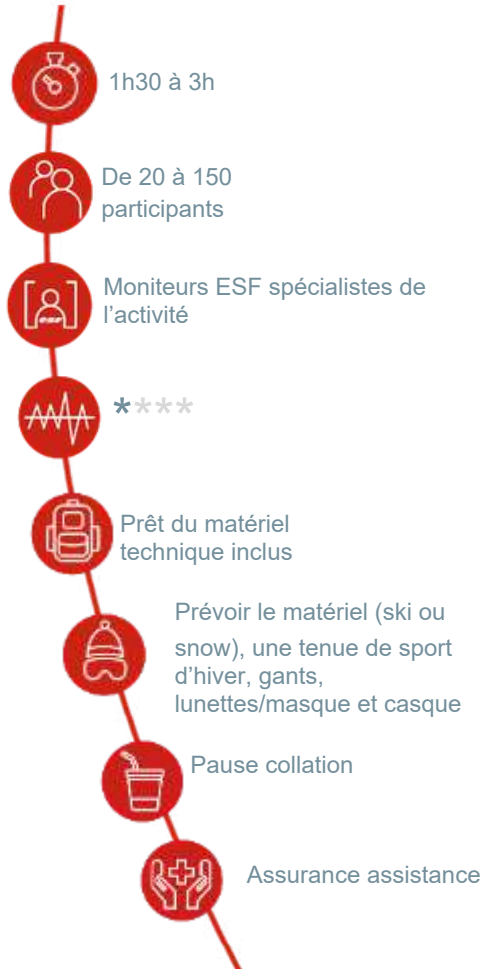 1h30 à 3h
De 20 à 150
participants
Moniteurs ESF spécialistes de
l’activité
****
Prêt du matériel
technique inclus
Prévoir le matériel (ski ou
snow), une tenue de sport
d’hiver, gants,
lunettes/masque et casque
Pause collation
Assurance assistance